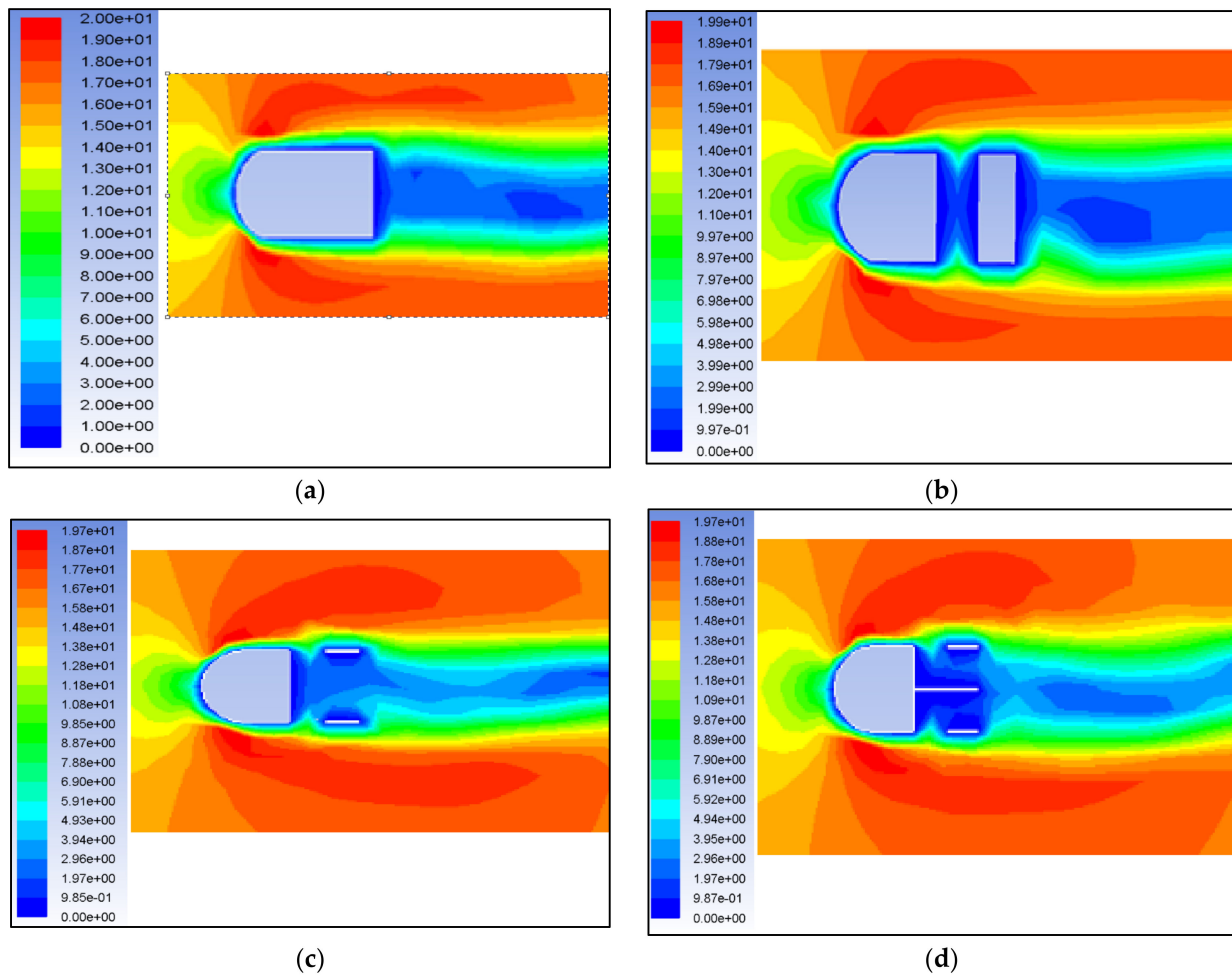 2.00e+01
1.90e+01
1.80e+01
1.70e+01
1.60e+01
1.50e+01
1.40e+01
1.30e+01
1.20e+01
1.10e+01
1.00e+01
9.00e+00
8.00e+00
7.00e+00
6.00e+00
5.00e+00
4.00e+00
3.00e+00
2.00e+00
1.00e+00
0.00e+00
(a)
1.99e+01
1.89e+01
1.79e+01
1.69e+01
1.59e+01
1.49e+01
1.40e+01
1.30e+01
1.20e+01
1.10e+01
9.97e+00
8.97e+00
7.97e+00
6.98e+00
5.98e+00
4.98e+00
3.99e+00
2.99e+00
1.99e+00
9.97e-01
0.00e+00
(b)
1.97e+01
1.87e+01
1.77e+01
1.67e+01
1.58e+01
1.48e+01
1.38e+01
1.28e+01
1.18e+01
1.08e+01
9.85e+00
8.87e+00
7.88e+00
6.90e+00
5.91e+00
4.93e+00
3.94e+00
2.96e+00
1.97e+00
9.85e-01
0.00e+00
(c)
1.97e+01
1.88e+01
1.78e+01
1.68e+01
1.58e+01
1.48e+01
1.38e+01
1.28e+01
1.18e+01
1.09e+01
9.87e+00
8.89e+00
7.90e+00
6.91e+00
5.92e+00
4.94e+00
3.95e+00
2.96e+00
1.97e+00
9.87e-01
0.00e+00
(d)